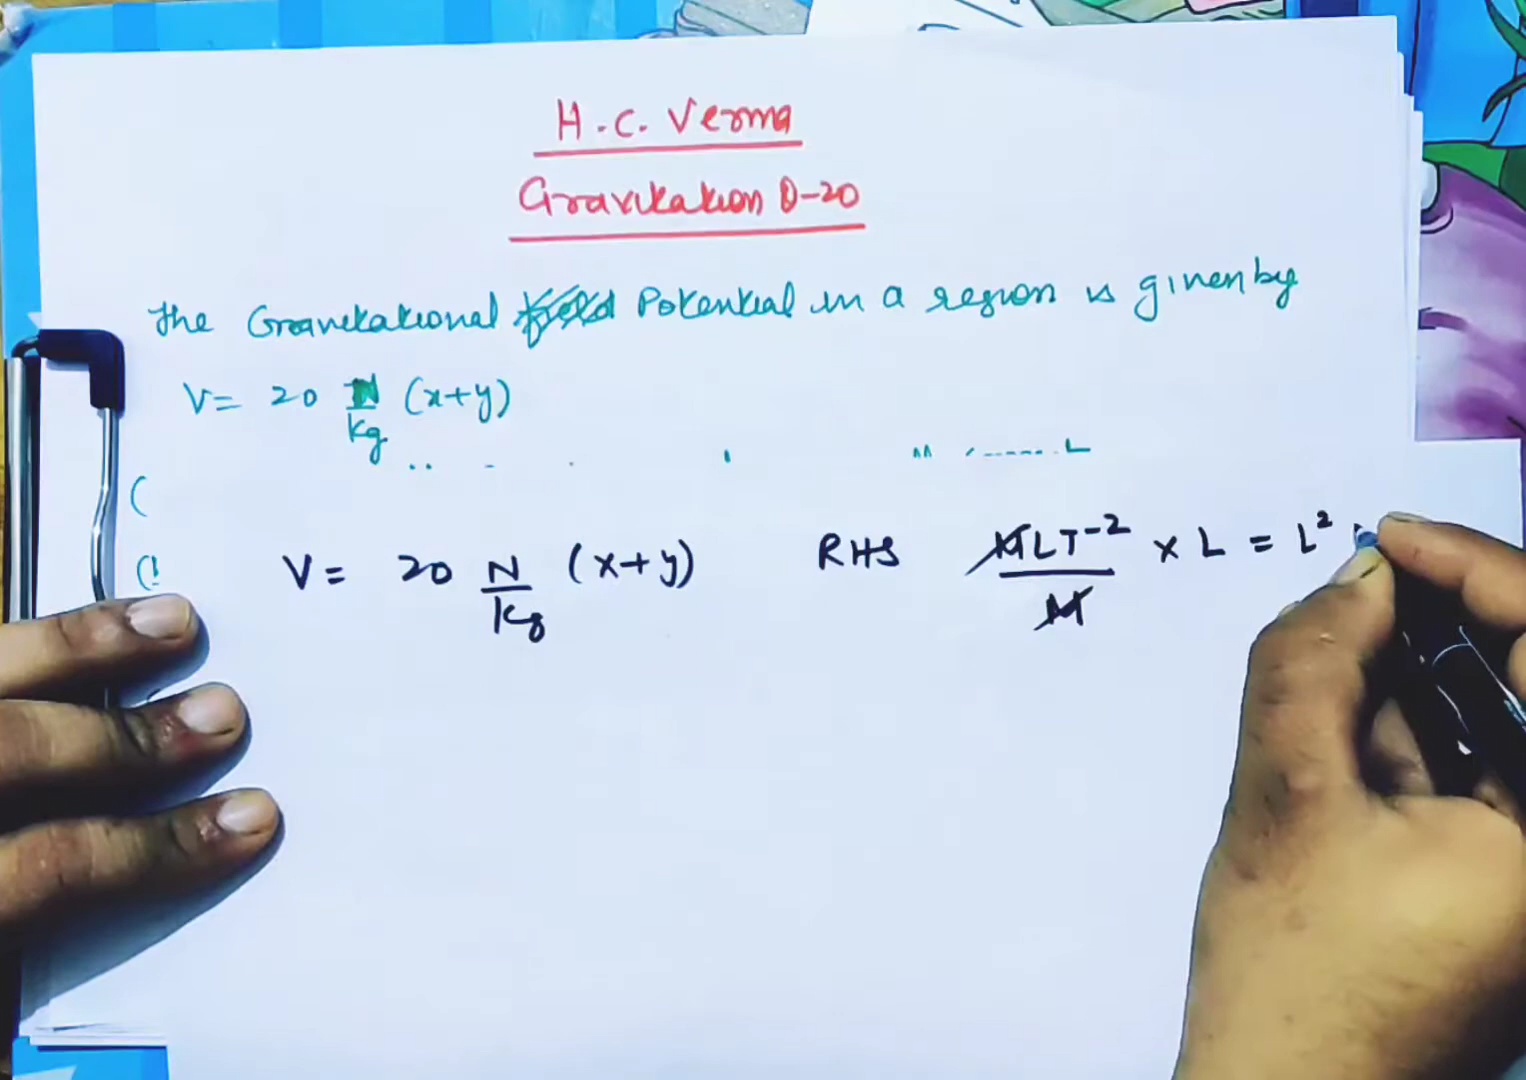 H.C. Verma
Gravitation Q-20
The Gravitational Potential in a region is given by
V= 20 N/kg (x+y)
V= 20 N/kg (x+y) RHS MLT⁻²/M × L = L²